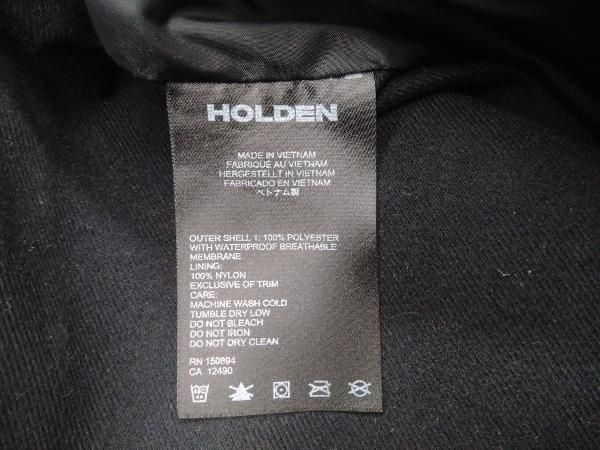 HOLDEN
MADE IN VIETNAM
FABRIQUE AU VIETNAM
HERGESTELLT IN VIETNAM
FABRICADO EN VIETNAM
ベトナム製
OUTER SHELL 1: 100% POLYESTER
WITH WATERPROOF BREATHABLE
MEMBRANE
LINING:
100% NYLON
EXCLUSIVE OF TRIM
CARE:
MACHINE WASH COLD
TUMBLE DRY LOW
DO NOT BLEACH
DO NOT IRON
DO NOT DRY CLEAN
RN 150894
CA 12490